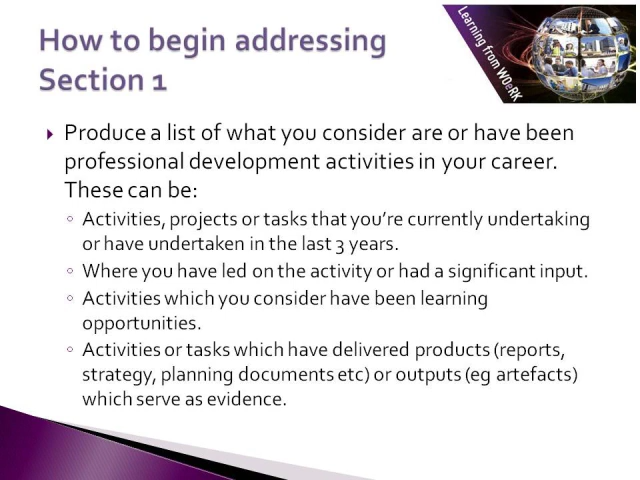 How to begin addressing
Section 1
Learning from WOeRK
Produce a list of what you consider are or have been
professional development activities in your career.
These can be:
Activities, projects or tasks that you're currently undertaking
or have undertaken in the last 3 years.
Where you have led on the activity or had a significant input.
Activities which you consider have been learning
opportunities.
Activities or tasks which have delivered products (reports,
strategy, planning documents etc) or outputs (eg artefacts)
which serve as evidence.